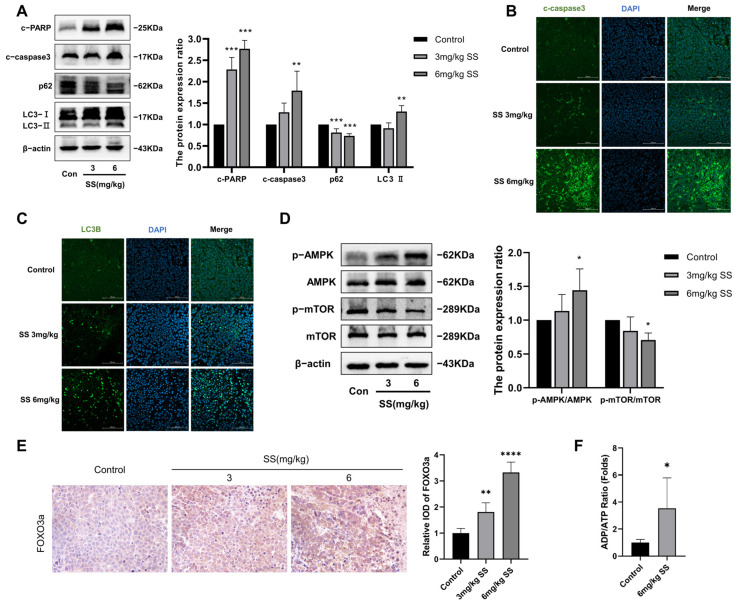 A
c-PARP
-25KDa
c-caspase3
-17KDa
p62
-62KDa
LC3-Ⅰ
-17KDa
LC3-Ⅱ
β-actin
-43KDa
Con
3
6
SS(mg/kg)
The protein expression ratio
3.0
2.5
2.0
1.5
1.0
0.5
0.0
***
***
**
***
***
**
c-PARP
c-caspase3
p62
LC3 Ⅱ
Control
3mg/kg SS
6mg/kg SS
B
c-caspase3
DAPI
Merge
Control
SS 3mg/kg
SS 6mg/kg
C
LC3B
DAPI
Merge
Control
SS 3mg/kg
SS 6mg/kg
D
p-AMPK
-62KDa
AMPK
-62KDa
p-mTOR
-289KDa
mTOR
-289KDa
β-actin
-43KDa
Con
3
6
SS(mg/kg)
The protein expression ratio
2.0
1.5
1.0
0.5
0.0
*
*
p-AMPK/AMPK
p-mTOR/mTOR
Control
3mg/kg SS
6mg/kg SS
E
SS(mg/kg)
Control
3
6
FOXO3a
Relative IOD of FOXO3a
4
3
2
1
0
**
****
Control
3mg/kg SS
6mg/kg SS
F
ADP/ATP Ratio (Folds)
8
6
4
2
0
*
Control
6mg/kg SS